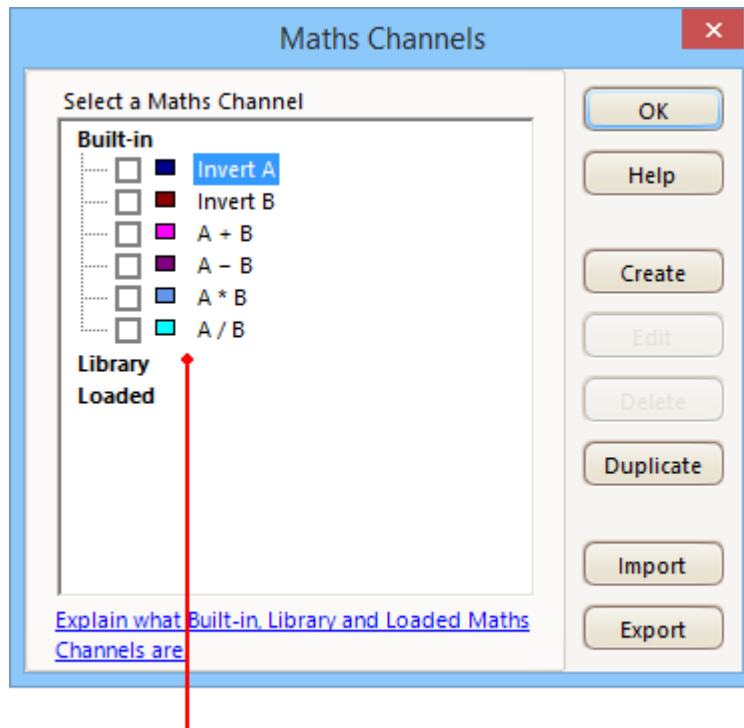 Maths Channels
Select a Maths Channel
Built-in
Invert A
Invert B
A + B
A – B
A * B
A / B
Library
Loaded
Explain what Built-in, Library and Loaded Maths
Channels are.
OK
Help
Create
Edit
Delete
Duplicate
Import
Export